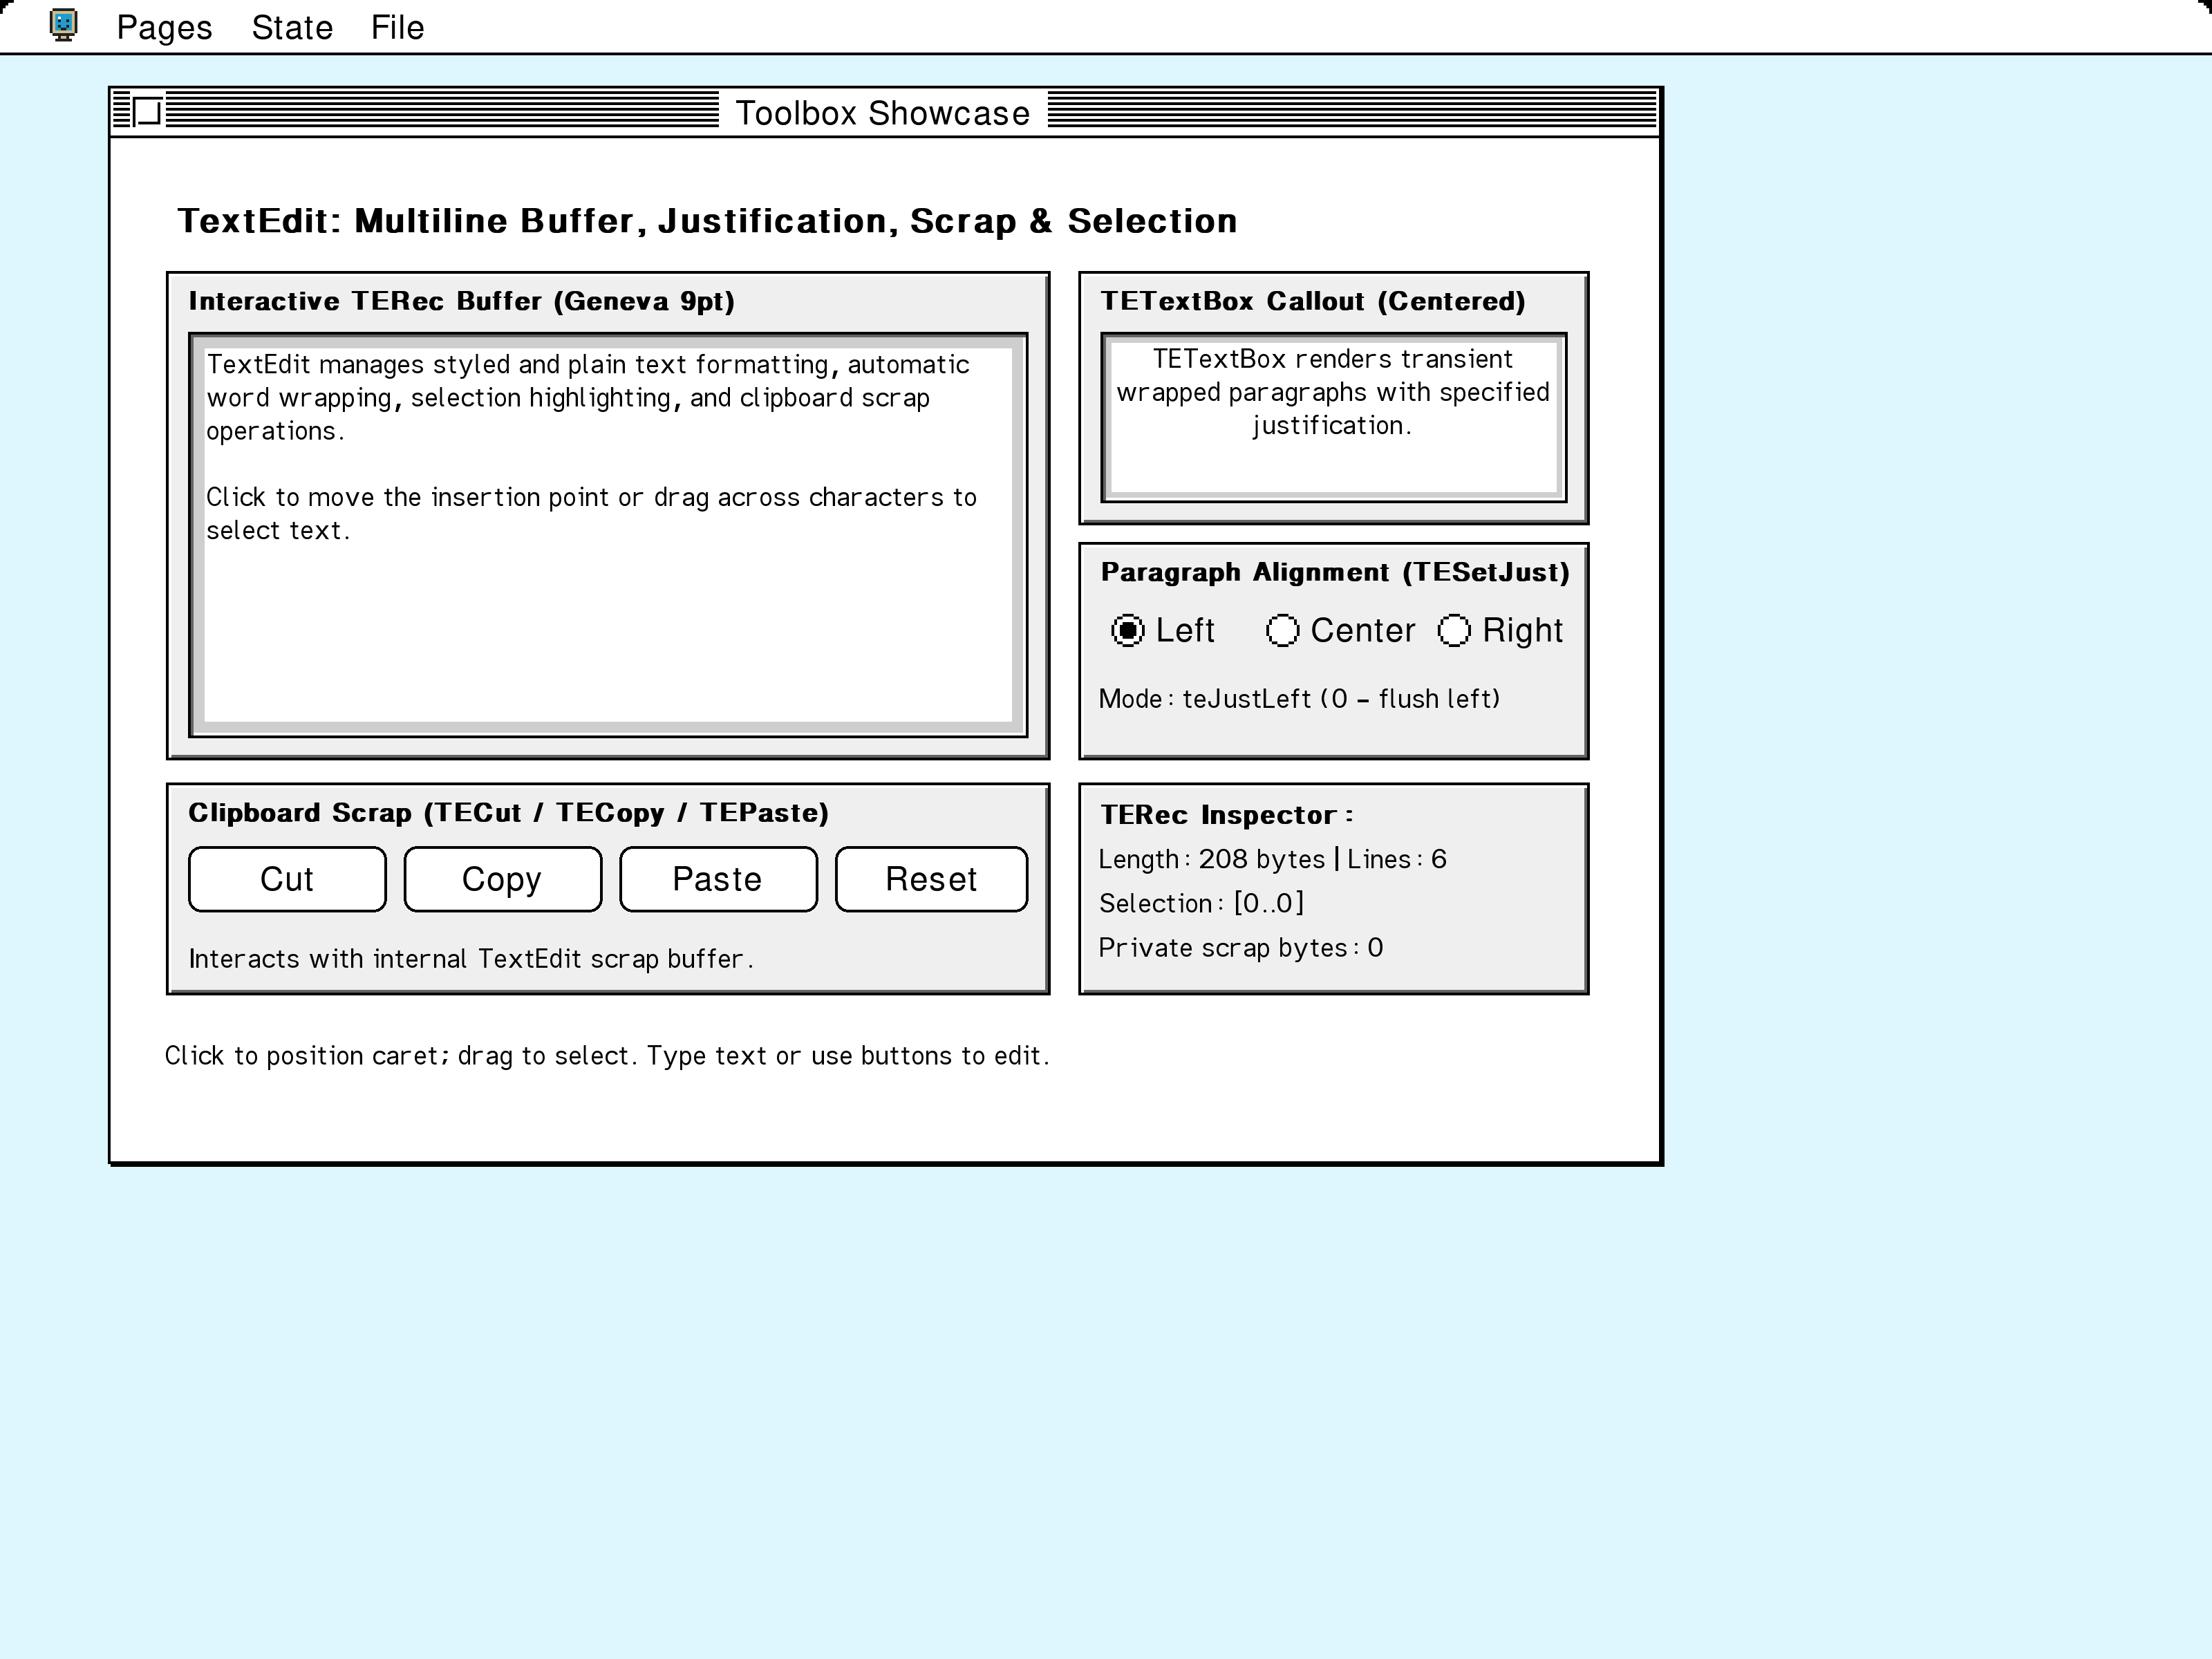 Pages State File
Toolbox Showcase
TextEdit: Multiline Buffer, Justification, Scrap & Selection
Interactive TERec Buffer (Geneva 9pt)
TextEdit manages styled and plain text formatting, automatic
word wrapping, selection highlighting, and clipboard scrap
operations.
Click to move the insertion point or drag across characters to
select text.
TETextBox Callout (Centered)
TETextBox renders transient
wrapped paragraphs with specified
justification.
Paragraph Alignment (TESetJust)
Left Center Right
Mode: teJustLeft (0 – flush left)
Clipboard Scrap (TECut / TECopy / TEPaste)
Cut Copy Paste Reset
Interacts with internal TextEdit scrap buffer.
TERec Inspector:
Length: 208 bytes | Lines: 6
Selection: [0..0]
Private scrap bytes: 0
Click to position caret; drag to select. Type text or use buttons to edit.